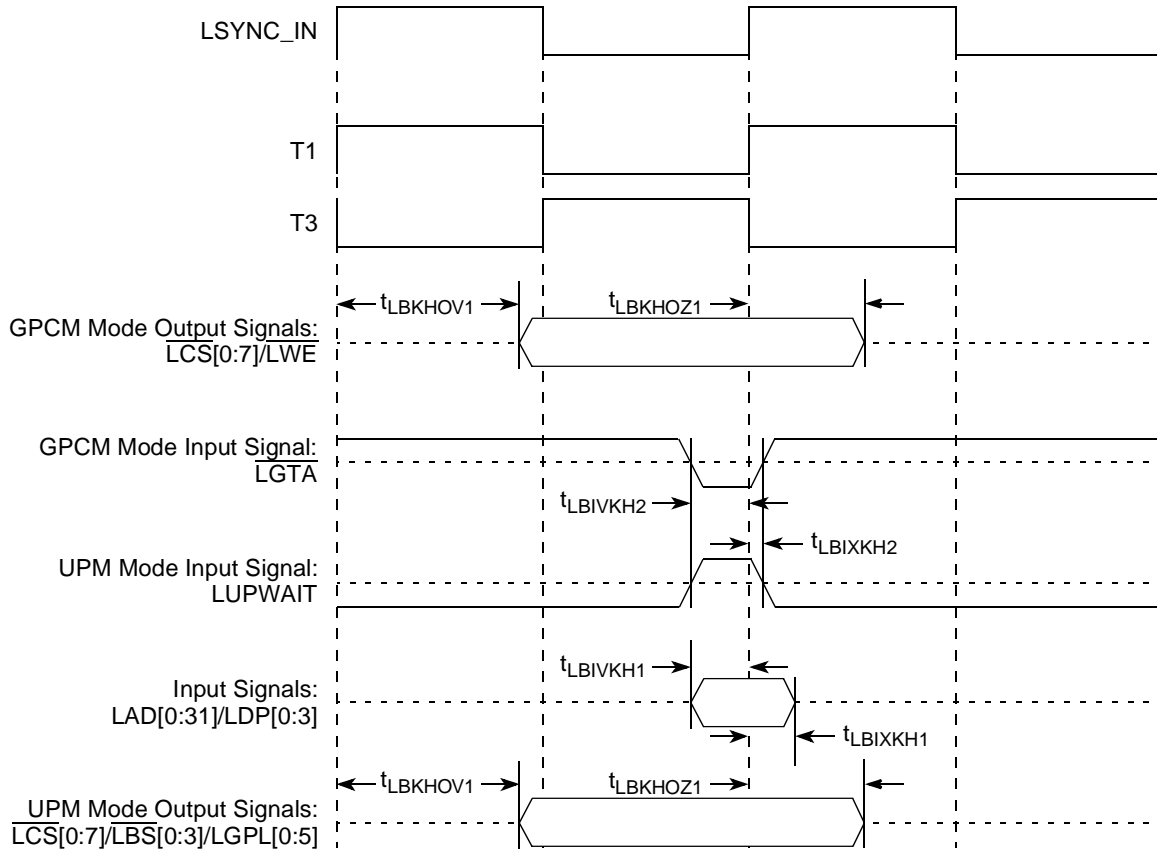 LSYNC_IN
T1
T3
tLBKHOV1
tLBKHOZ1
GPCM Mode Output Signals:
LCS[0:7]/LWE
GPCM Mode Input Signal:
LGTA
tLBIVKH2
tLBIXKH2
UPM Mode Input Signal:
LUPWAIT
tLBIVKH1
Input Signals:
LAD[0:31]/LDP[0:3]
tLBIXKH1
tLBKHOV1
tLBKHOZ1
UPM Mode Output Signals:
LCS[0:7]/LBS[0:3]/LGPL[0:5]